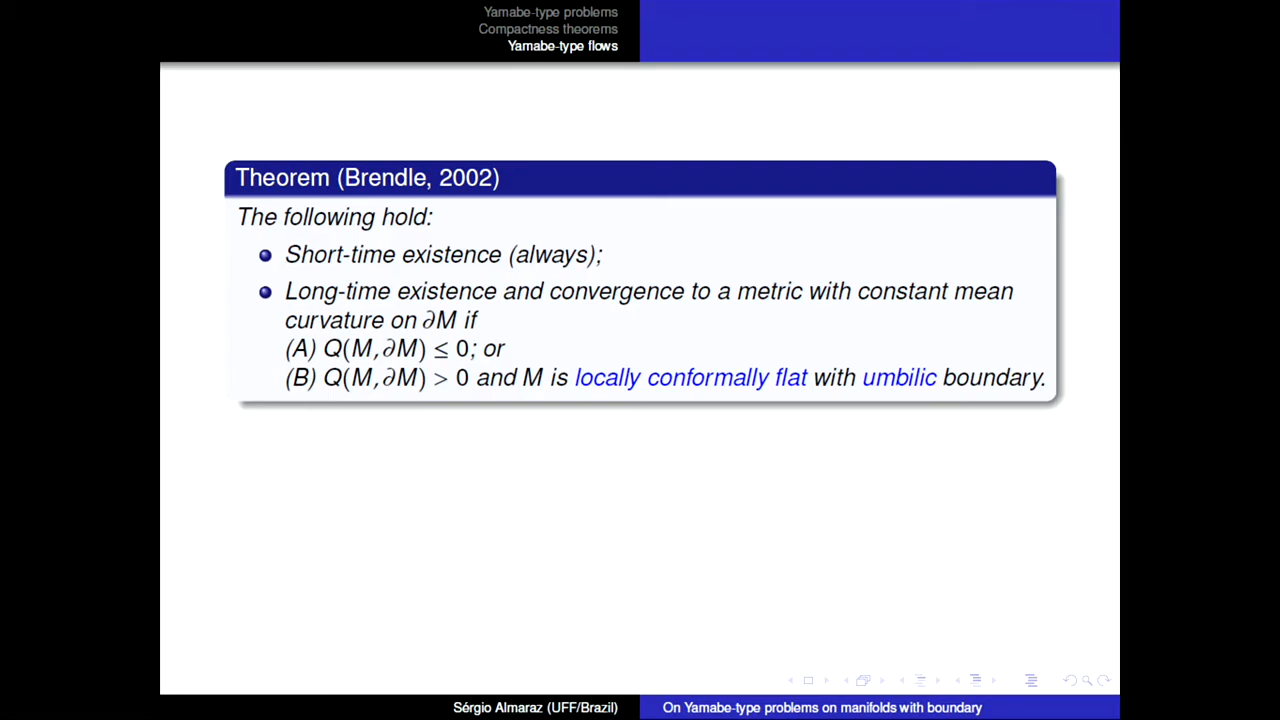 Yamabe-type problems
Compactness theorems
Yamabe-type flows
Theorem (Brendle, 2002)
The following hold:
Short-time existence (always);
Long-time existence and convergence to a metric with constant mean
curvature on ∂M if
(A) Q(M,∂M) ≤ 0; or
(B) Q(M,∂M) > 0 and M is locally conformally flat with umbilic boundary.
Sérgio Almaraz (UFF/Brazil)
On Yamabe-type problems on manifolds with boundary